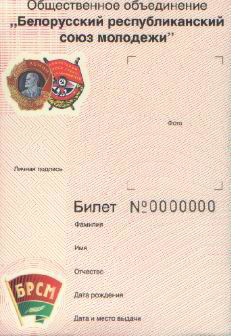 Общественное объединение
„Белорусский республиканский
союз молодежи”
Фото
Личная подпись
Билет №0000000
Фамилия
Имя
БРСМ
Отчество
Дата рождения
Дата и место выдачи